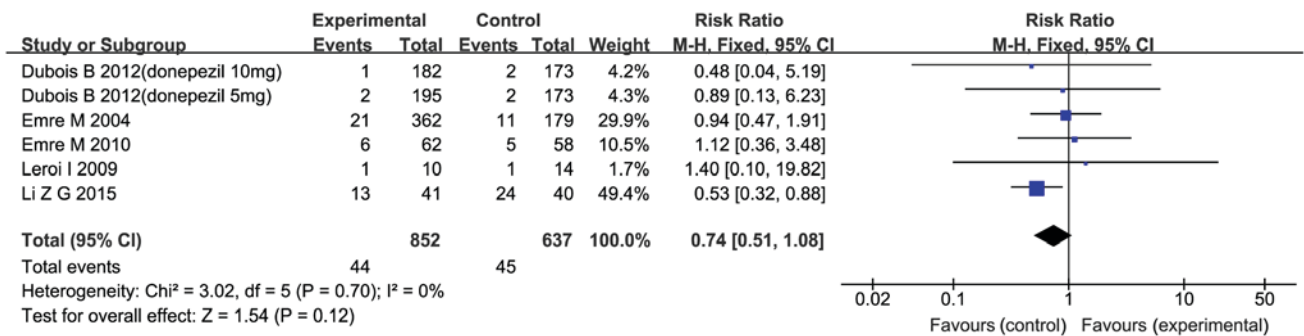 Experimental Control Risk Ratio Risk Ratio
Study or Subgroup Events Total Events Total Weight M-H, Fixed, 95% CI M-H, Fixed, 95% CI
Dubois B 2012(donepezil 10mg) 1 182 2 173 4.2% 0.48 [0.04, 5.19]
Dubois B 2012(donepezil 5mg) 2 195 2 173 4.3% 0.89 [0.13, 6.23]
Emre M 2004 21 362 11 179 29.9% 0.94 [0.47, 1.91]
Emre M 2010 6 62 5 58 10.5% 1.12 [0.36, 3.48]
Leroi I 2009 1 10 1 14 1.7% 1.40 [0.10, 19.82]
Li Z G 2015 13 41 24 40 49.4% 0.53 [0.32, 0.88]
Total (95% CI) 852 637 100.0% 0.74 [0.51, 1.08]
Total events 44 45
Heterogeneity: Chi² = 3.02, df = 5 (P = 0.70); I² = 0%
Test for overall effect: Z = 1.54 (P = 0.12)
0.02 0.1 1 10 50
Favours (control) Favours (experimental)